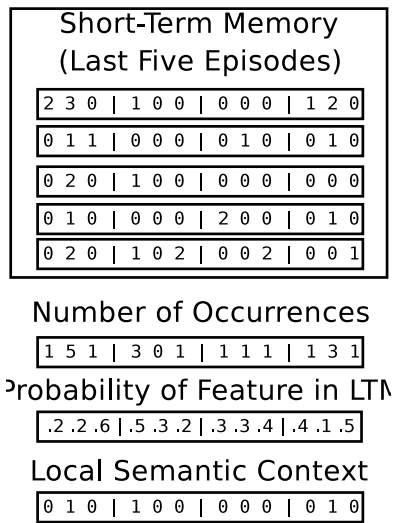 Short-Term Memory
(Last Five Episodes)
2 3 0 | 1 0 0 | 0 0 0 | 1 2 0
0 1 1 | 0 0 0 | 0 1 0 | 0 1 0
0 2 0 | 1 0 0 | 0 0 0 | 0 0 0
0 1 0 | 0 0 0 | 2 0 0 | 0 1 0
0 2 0 | 1 0 2 | 0 0 2 | 0 0 1
Number of Occurrences
1 5 1 | 3 0 1 | 1 1 1 | 1 3 1
Probability of Feature in LTM
.2 .2 .6 | .5 .3 .2 | .3 .3 .4 | .4 .1 .5
Local Semantic Context
0 1 0 | 1 0 0 | 0 0 0 | 0 1 0